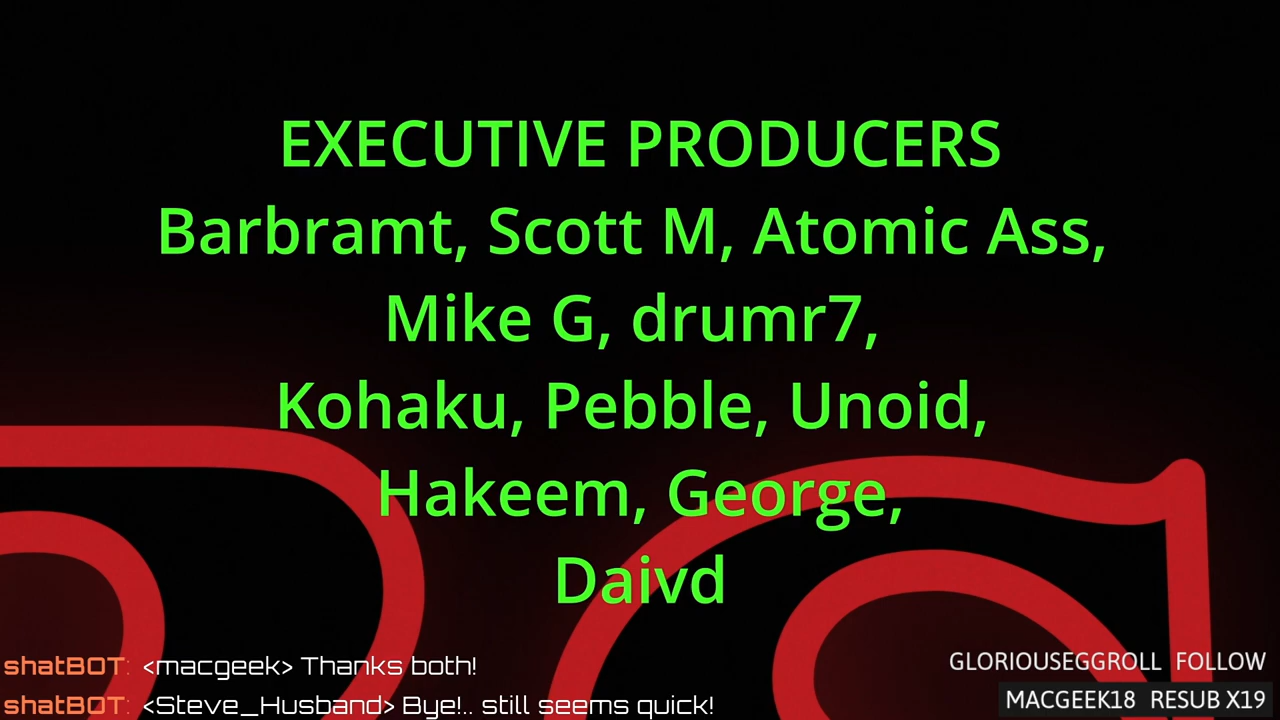 EXECUTIVE PRODUCERS
Barbramt, Scott M, Atomic Ass,
Mike G, drumr7,
Kohaku, Pebble, Unoid,
Hakeem, George,
Daivd
shatBOT: <macgeek> Thanks both!
shatBOT: <Steve_Husband> Bye!.. still seems quick!
GLORIOUSEGGROLL FOLLOW
MACGEEK18 RESUB X19